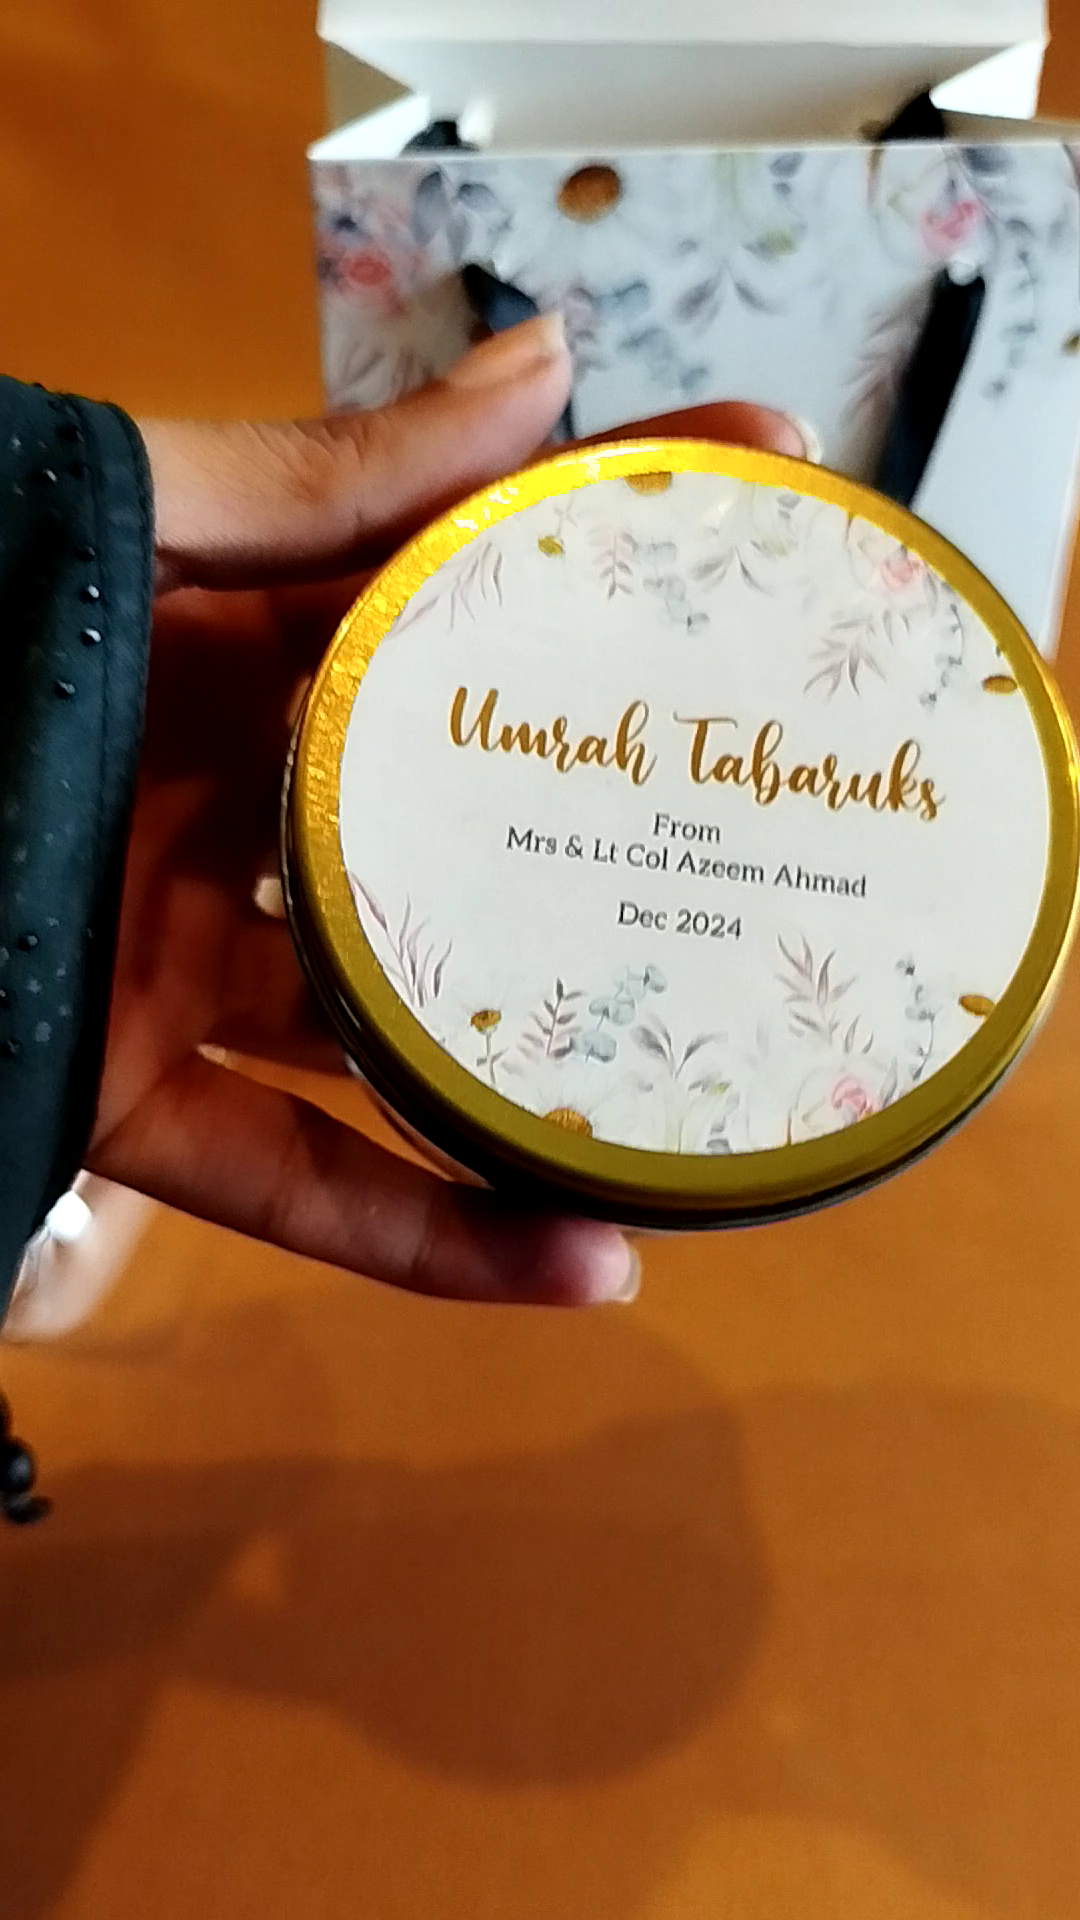 Umrah Tabaruks
From
Mrs & Lt Col Azeem Ahmad
Dec 2024